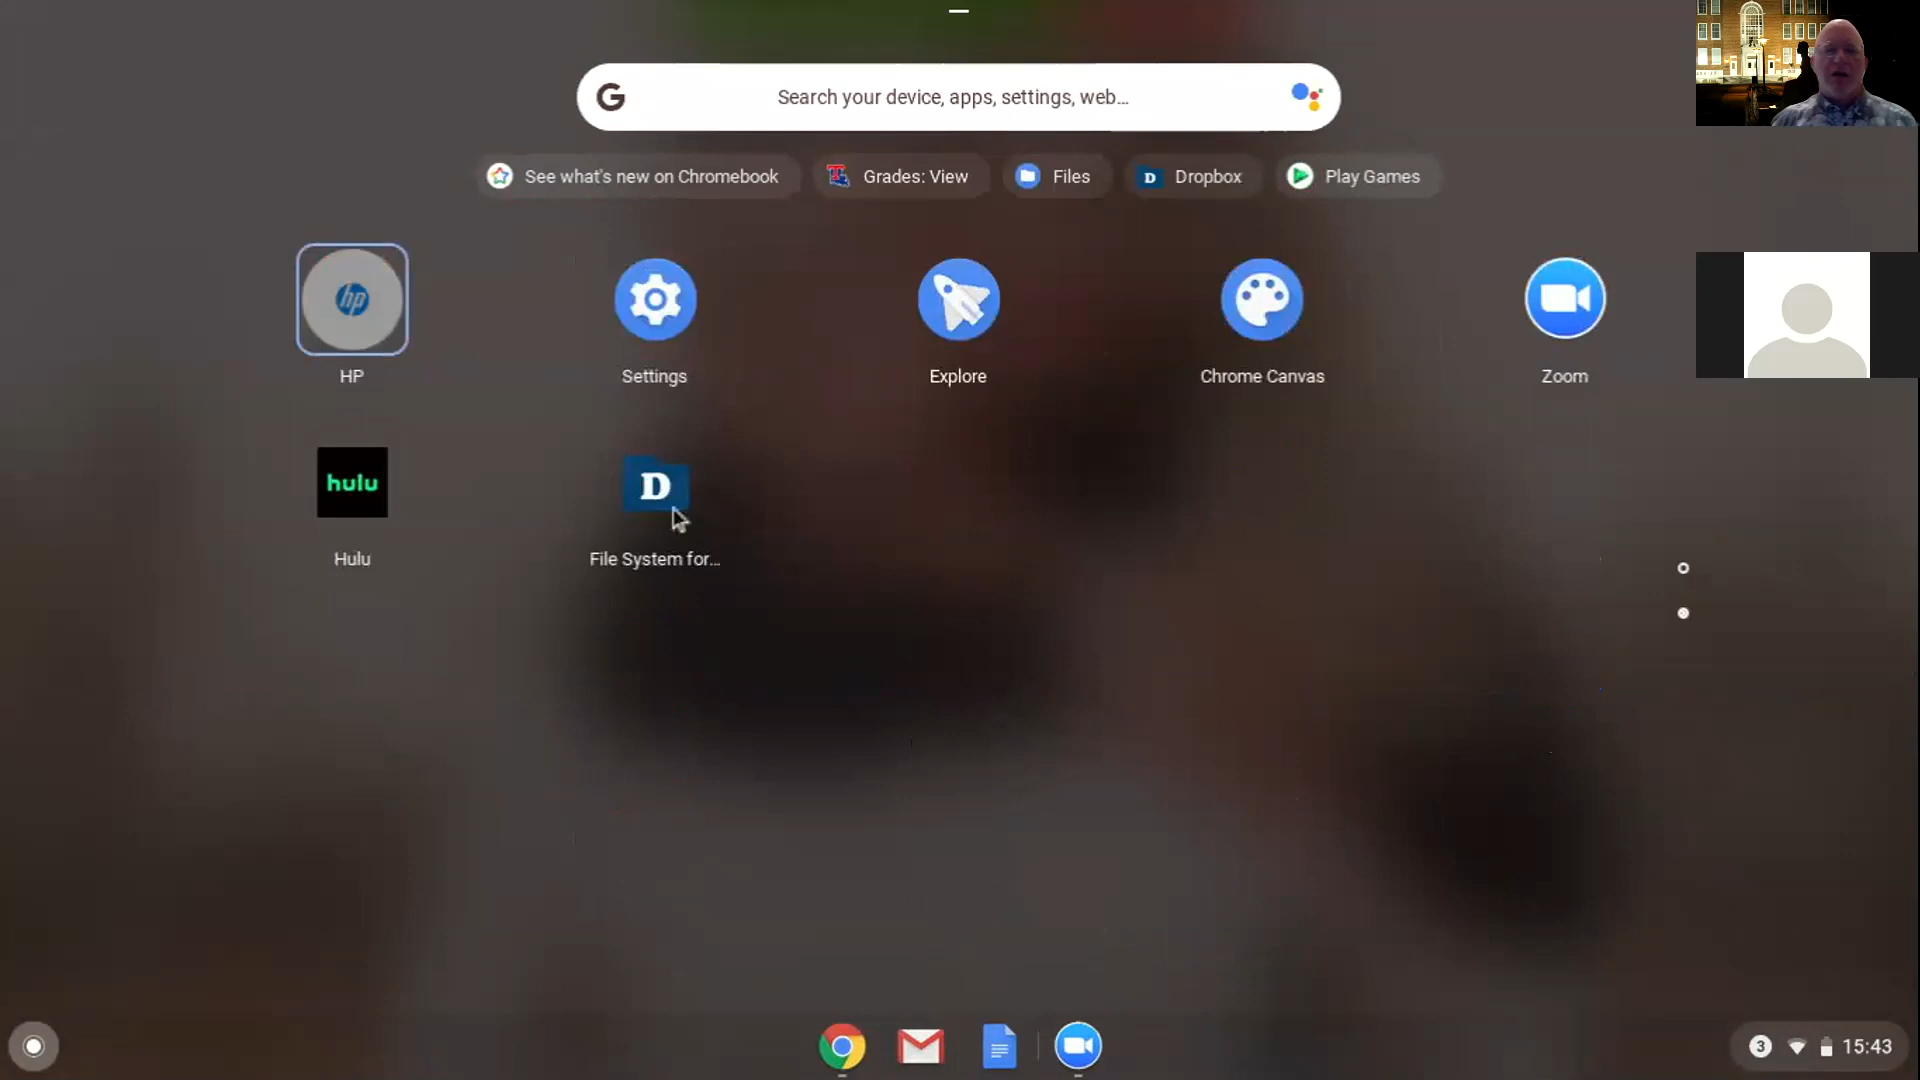 G
Search your device, apps, settings, web...
See what's new on Chromebook
Grades: View
Files
D
Dropbox
Play Games
hp
HP
Settings
Explore
Chrome Canvas
Zoom
hulu
Hulu
D
File System for...
3
15:43